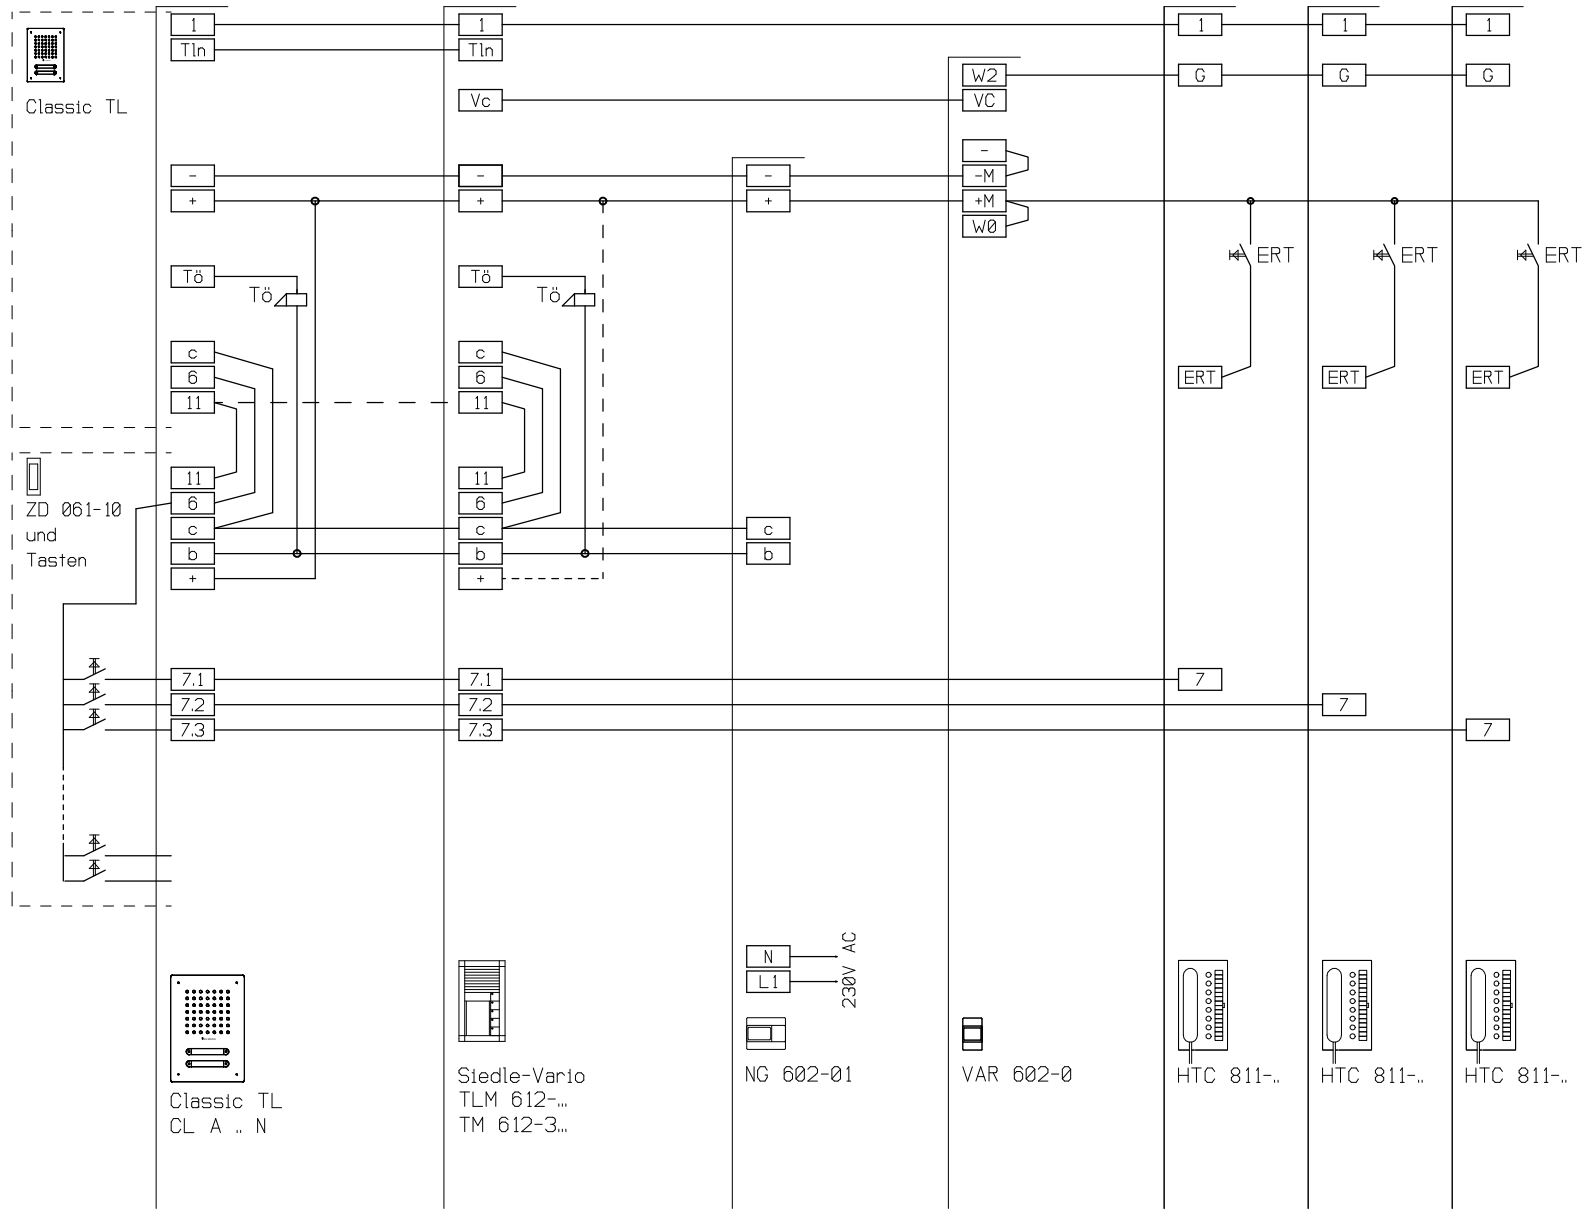 1 1 1 1 1
Tln Tln
W2 G G G
Classic TL
Vc VC
-
- - - -M
+ + + +M
W0
ERT ERT ERT
Tö Tö
Tö Tö
c c
6 6 ERT ERT ERT
11 11
11 11
6 6
ZD 061-10
und
Tasten
c c c
b b b
+ +
7.1 7.1 7
7.2 7.2 7
7.3 7.3 7
N
L1
230V AC
Siedle-Vario
TLM 612-...
TM 612-3...
NG 602-01
VAR 602-0
HTC 811-..
HTC 811-..
HTC 811-..
Classic TL
CL A .. N